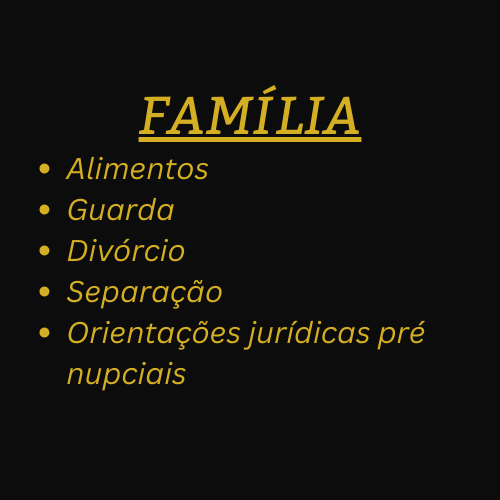 FAMÍLIA
• Alimentos
• Guarda
• Divórcio
• Separação
• Orientações jurídicas pré
nupciais